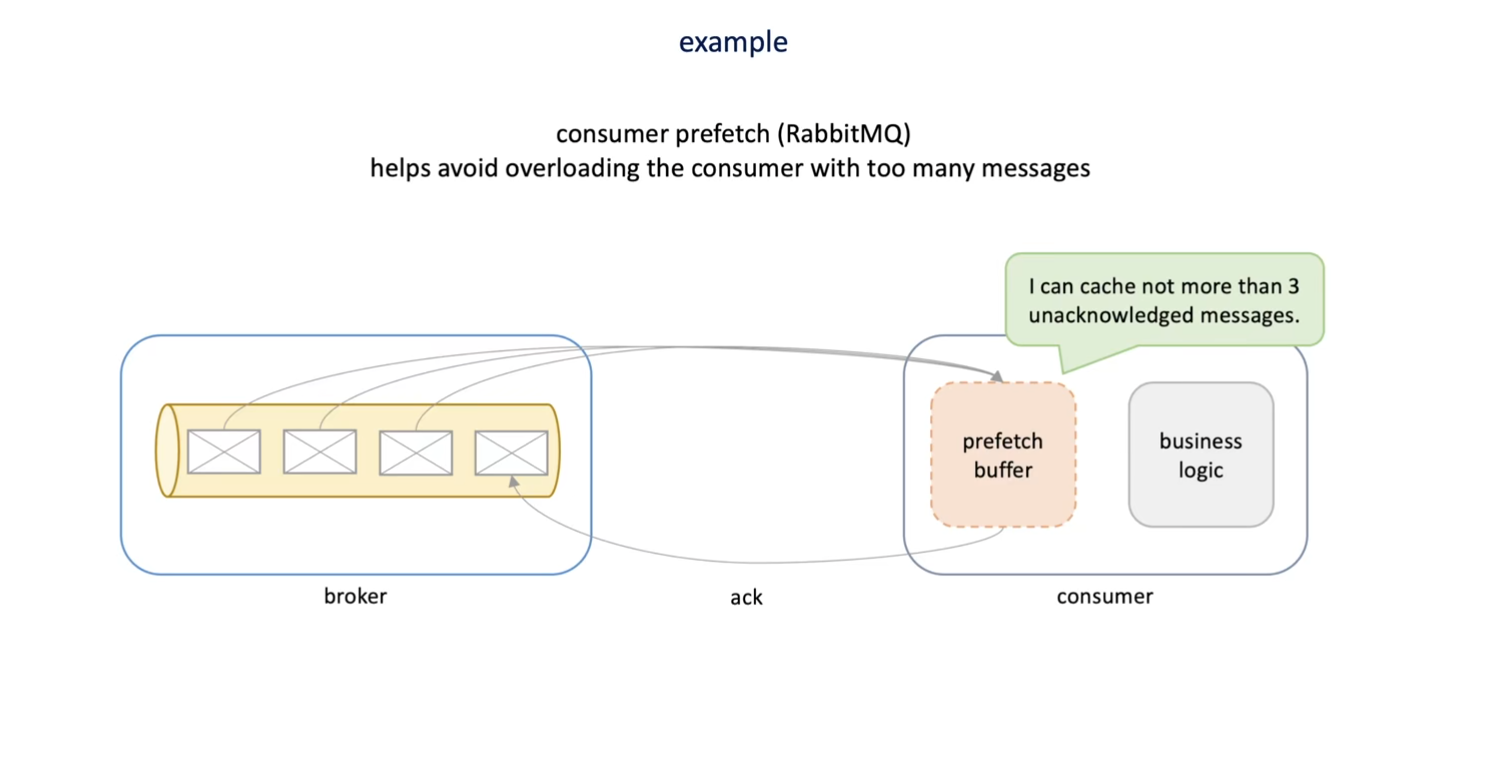 example
consumer prefetch (RabbitMQ)
helps avoid overloading the consumer with too many messages
I can cache not more than 3
unacknowledged messages.
prefetch
buffer
business
logic
broker
ack
consumer